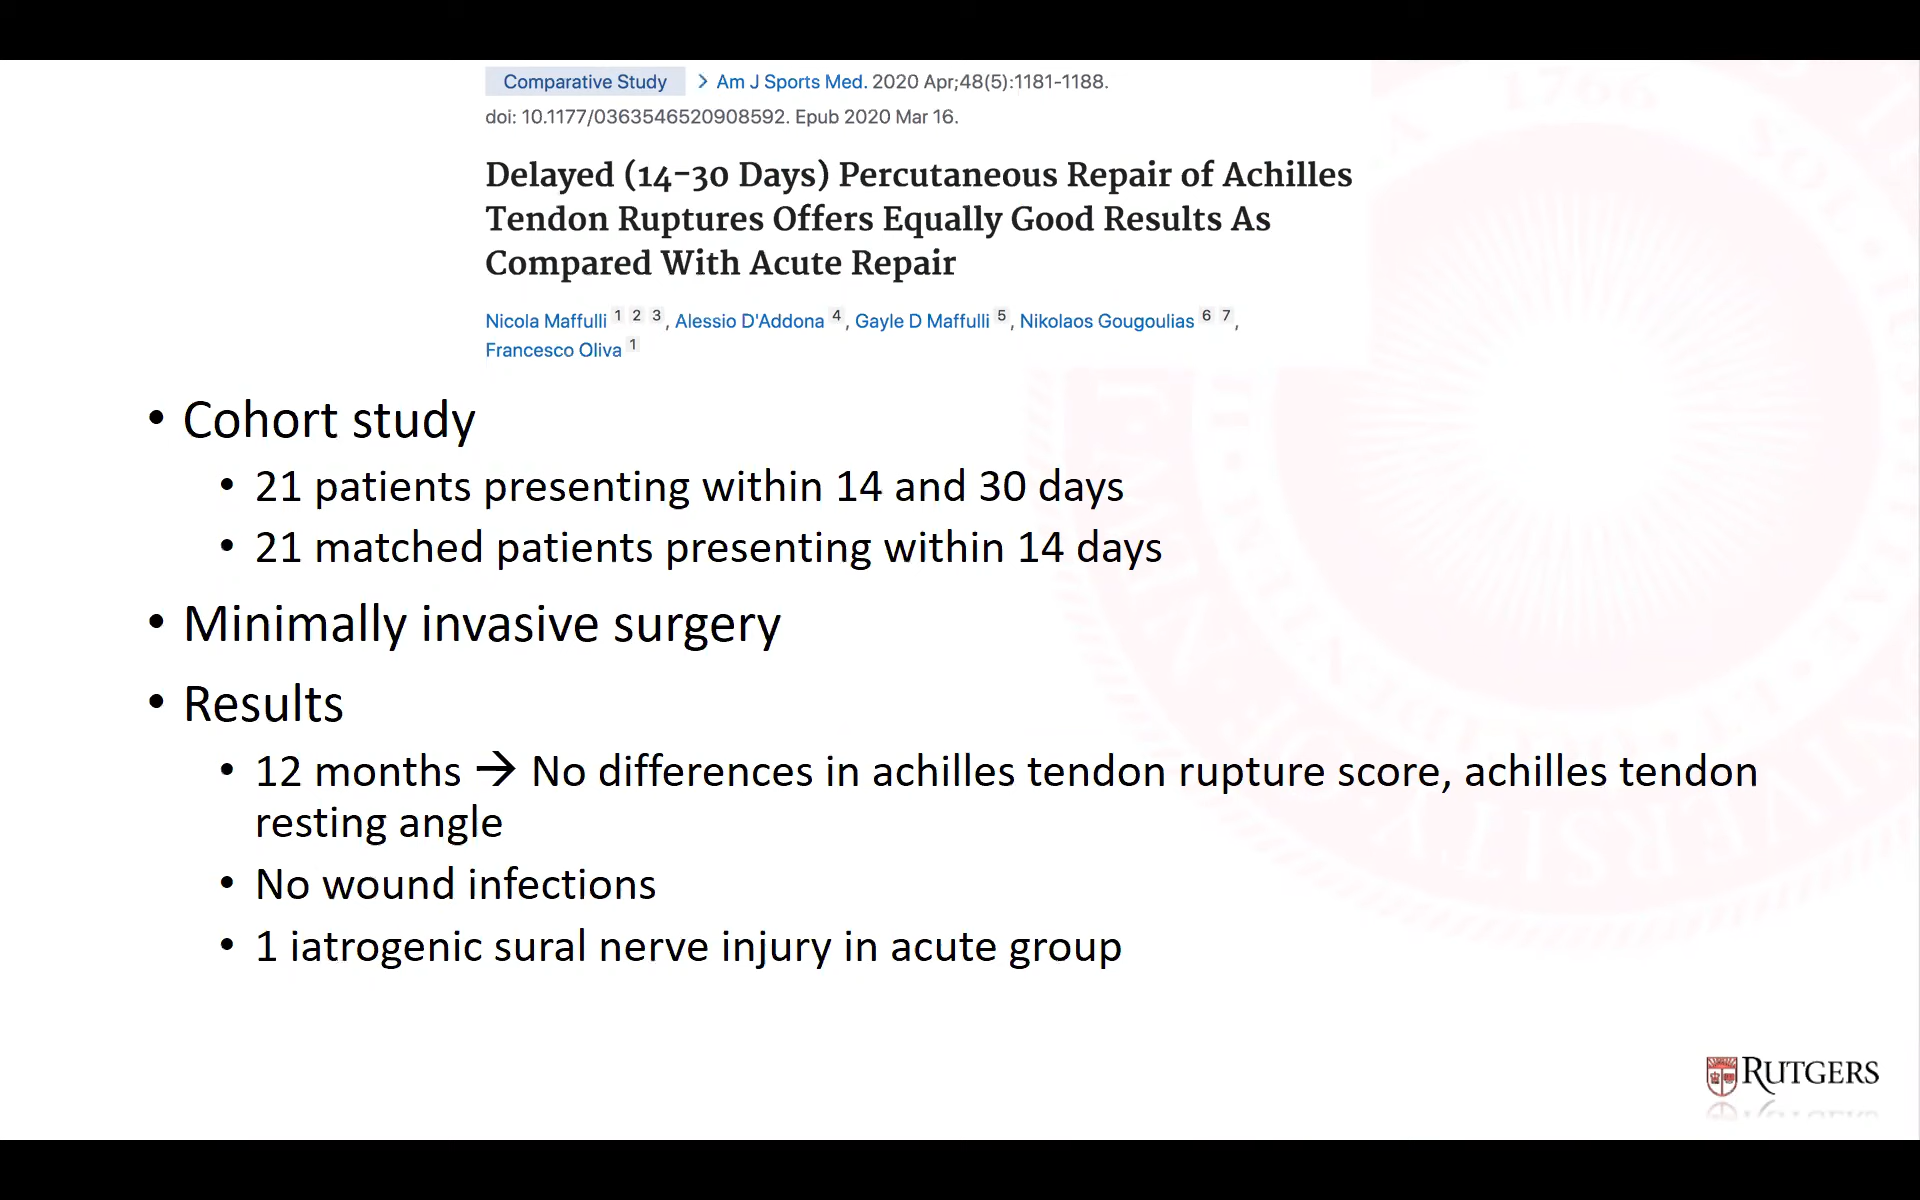 Comparative Study > Am J Sports Med. 2020 Apr;48(5):1181-1188.
doi: 10.1177/0363546520908592. Epub 2020 Mar 16.
Delayed (14-30 Days) Percutaneous Repair of Achilles
Tendon Ruptures Offers Equally Good Results As
Compared With Acute Repair
Nicola Maffulli 1 2 3, Alessio D'Addona 4, Gayle D Maffulli 5, Nikolaos Gougoulias 6 7,
Francesco Oliva 1
• Cohort study
• 21 patients presenting within 14 and 30 days
• 21 matched patients presenting within 14 days
• Minimally invasive surgery
• Results
• 12 months → No differences in achilles tendon rupture score, achilles tendon
resting angle
• No wound infections
• 1 iatrogenic sural nerve injury in acute group
RUTGERS
1766